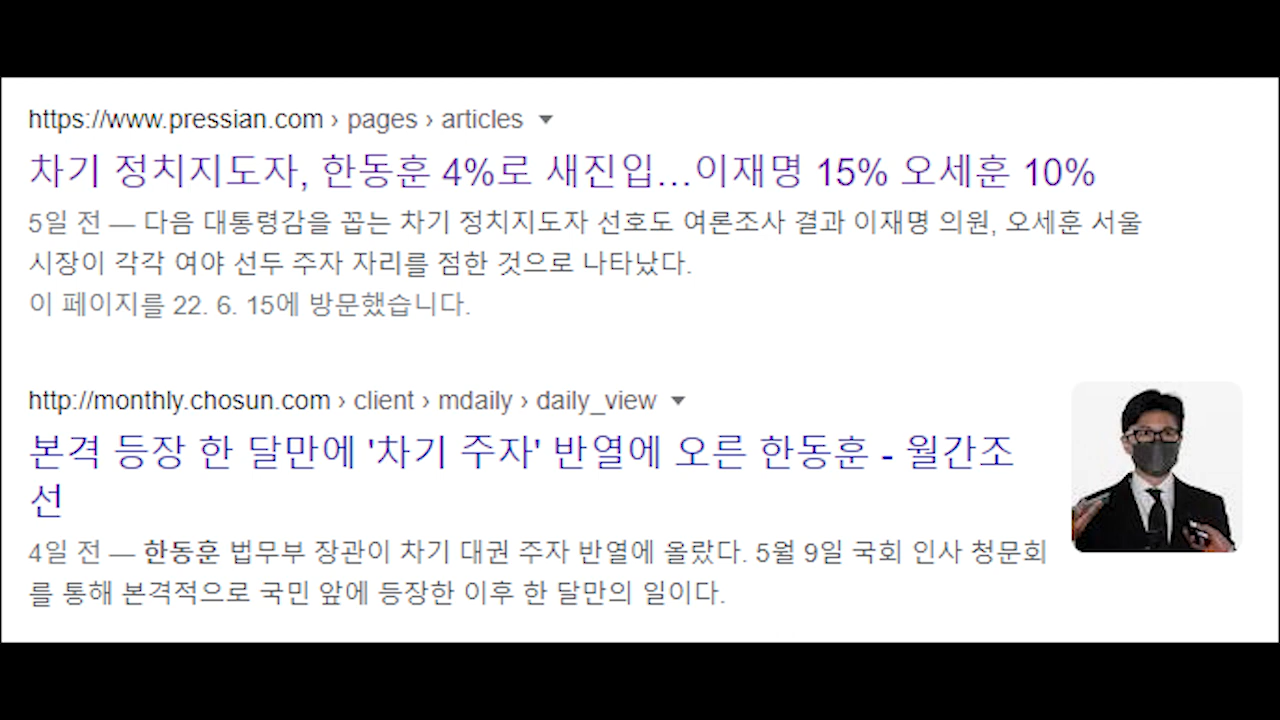 https://www.pressian.com › pages › articles
차기 정치지도자, 한동훈 4%로 새진입...이재명 15% 오세훈 10%
5일 전 — 다음 대통령감을 꼽는 차기 정치지도자 선호도 여론조사 결과 이재명 의원, 오세훈 서울
시장이 각각 여야 선두 주자 자리를 점한 것으로 나타났다.
이 페이지를 22. 6. 15에 방문했습니다.
http://monthly.chosun.com › client › mdaily › daily_view
본격 등장 한 달만에 '차기 주자' 반열에 오른 한동훈 - 월간조
선
4일 전 — 한동훈 법무부 장관이 차기 대권 주자 반열에 올랐다. 5월 9일 국회 인사 청문회
를 통해 본격적으로 국민 앞에 등장한 이후 한 달만의 일이다.